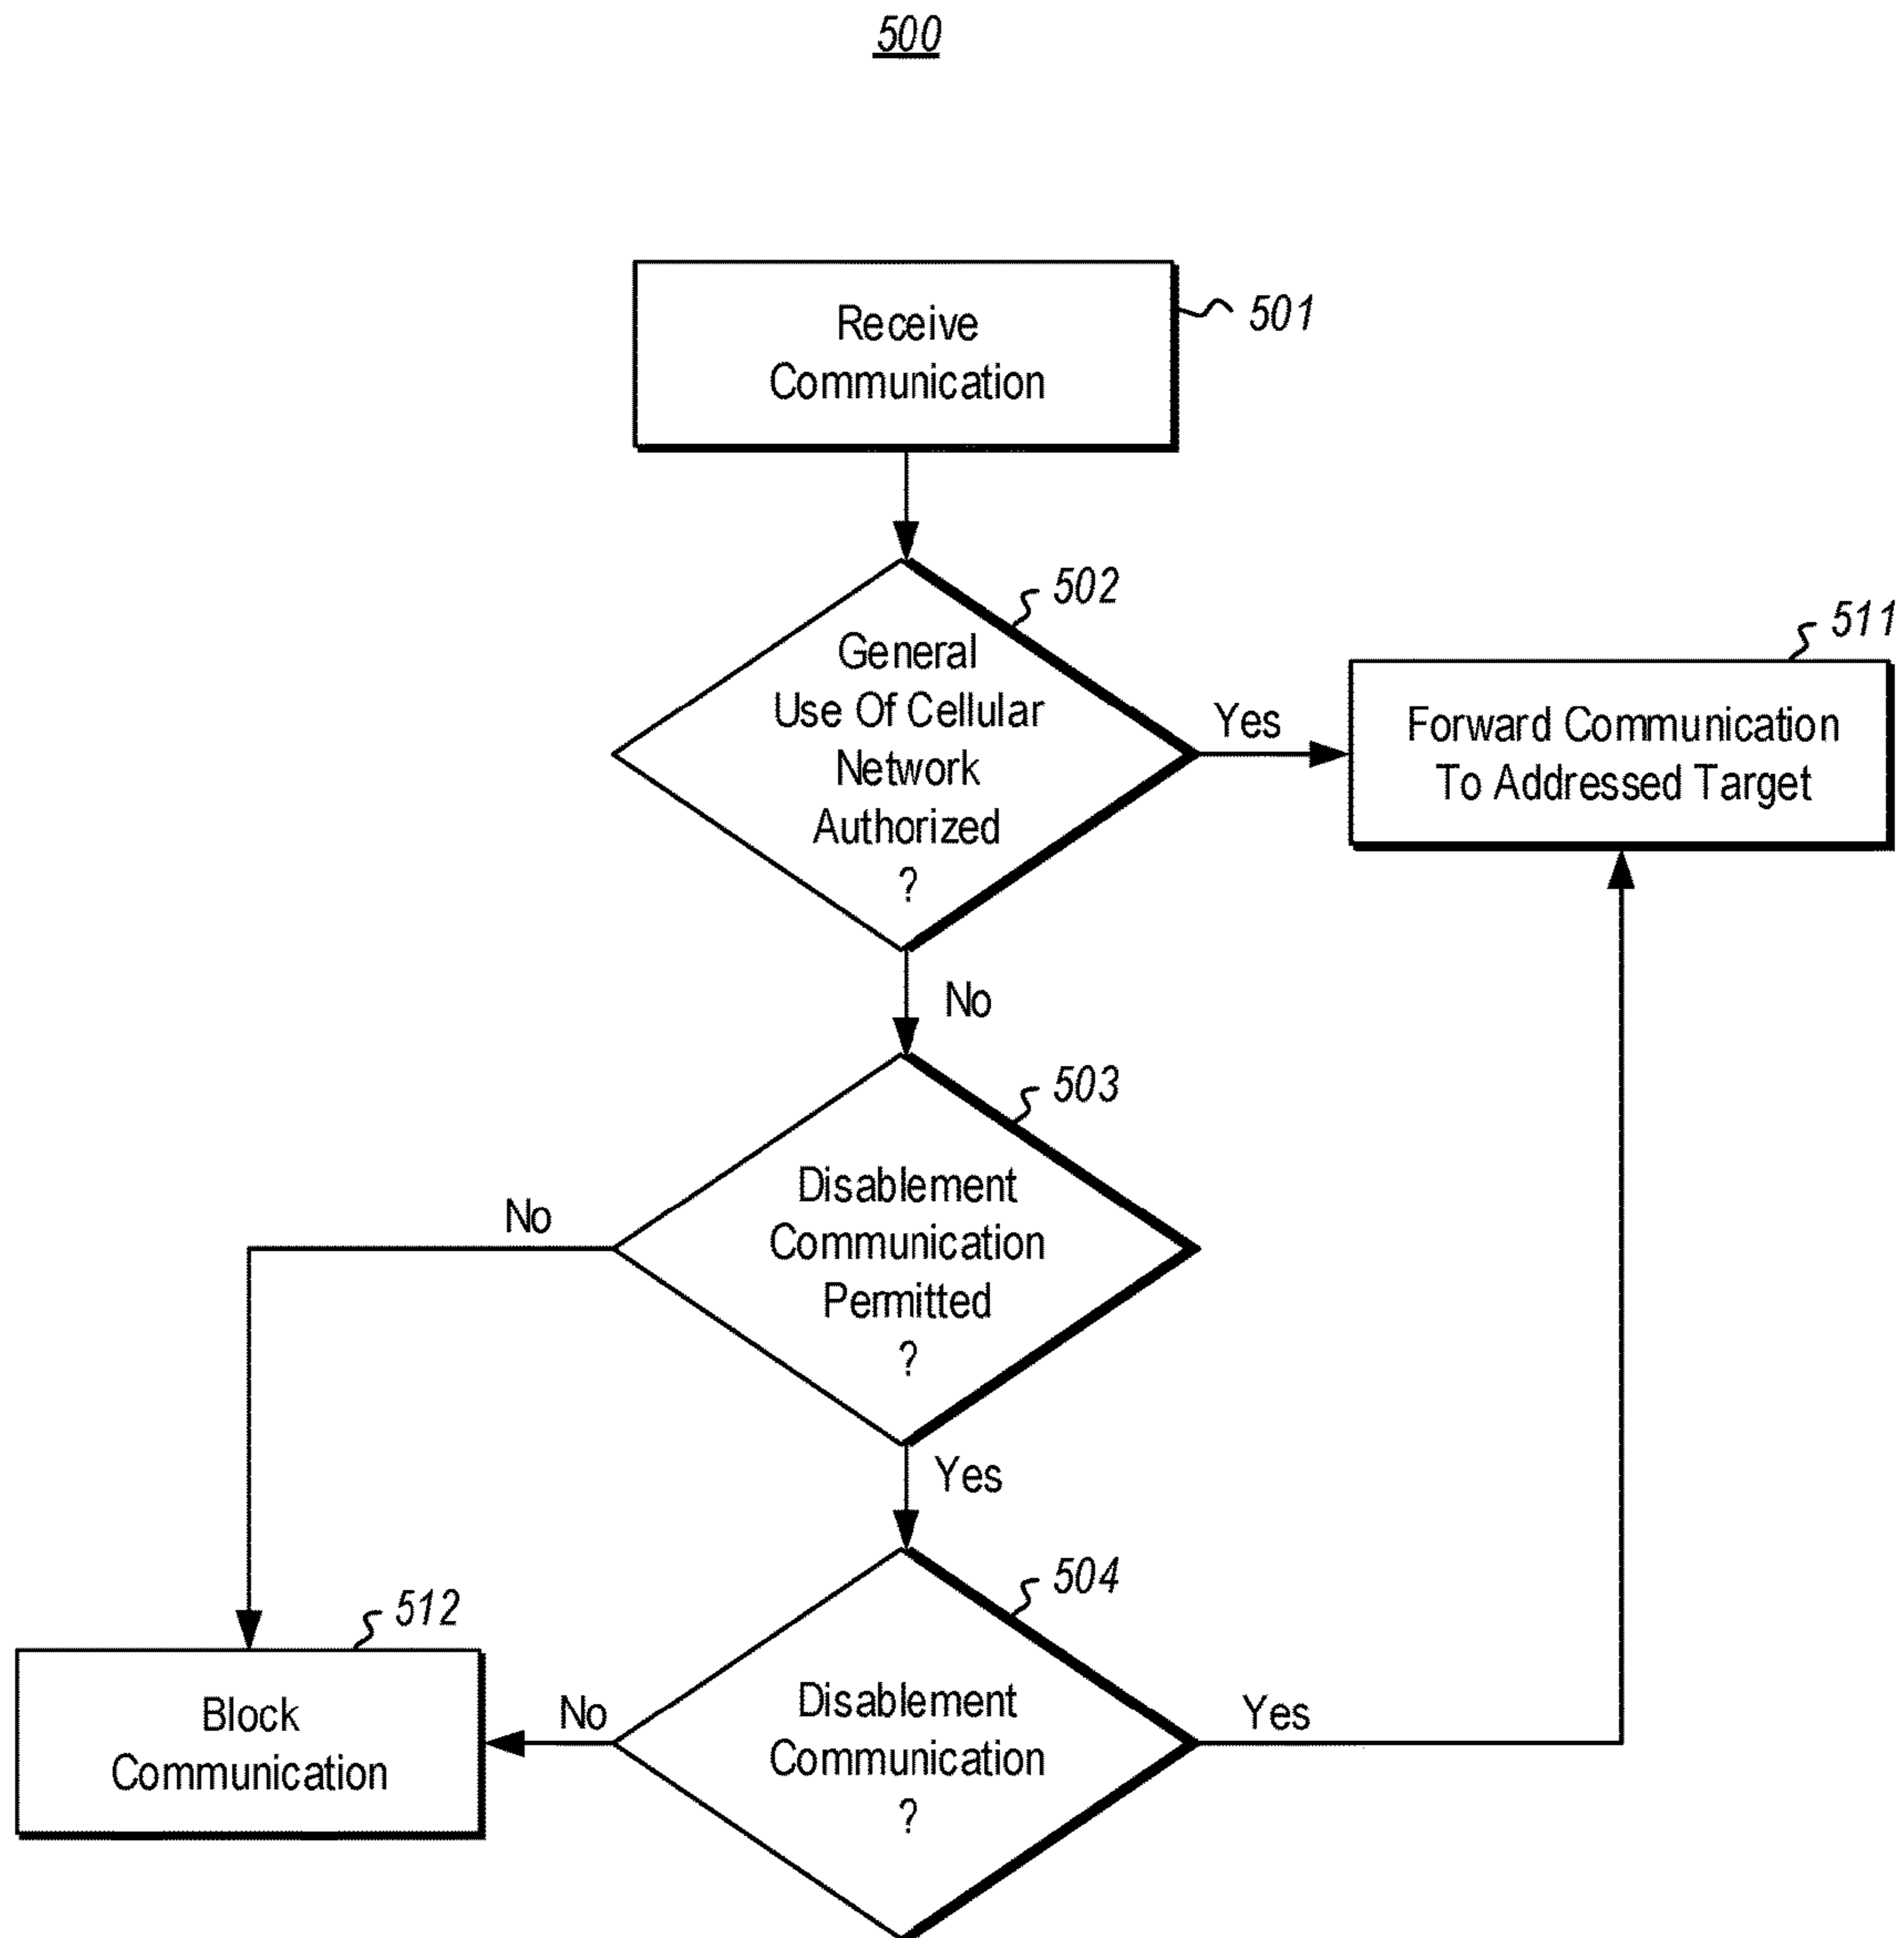 500
Receive
Communication
501
502
General
Use Of Cellular
Network
Authorized
?
Yes
511
Forward Communication
To Addressed Target
No
503
Disablement
Communication
Permitted
?
No
Yes
504
512
Block
Communication
No
Disablement
Communication
?
Yes